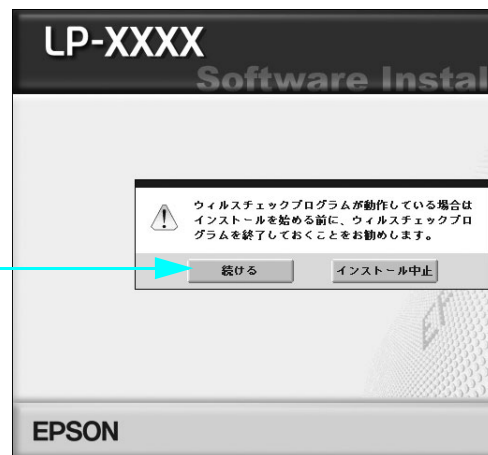 LP-XXXX
Software Instal
ウィルスチェックプログラムが動作している場合は
インストールを始める前に、ウィルスチェックプロ
グラムを終了しておくことをお勧めします。
続ける インストール中止
EPSON